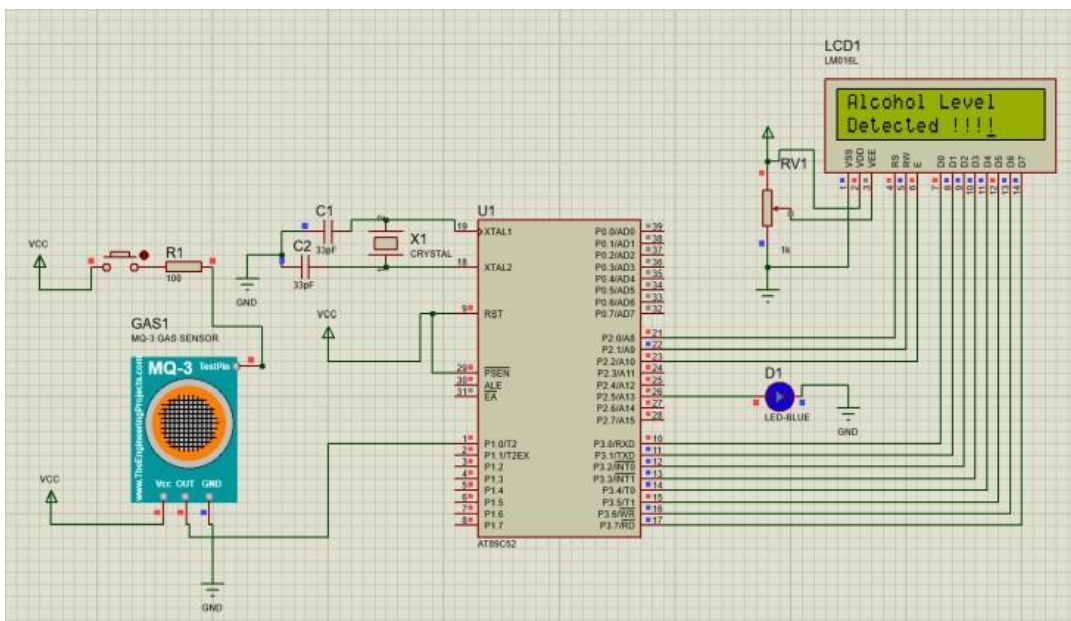 LCD1
LM016L
Alcohol Level
Detected !!!!
VSS VDD VEE RS RW E D0 D1 D2 D3 D4 D5 D6 D7
1 2 3 4 5 6 7 8 9 10 11 12 13 14
RV1
1k
VCC
R1
100
C1
33pF
C2
33pF
GND
X1
CRYSTAL
VCC
U1
19 XTAL1
18 XTAL2
9 RST
29 PSEN
30 ALE
31 EA
1 P1.0/T2
2 P1.1/T2EX
3 P1.2
4 P1.3
5 P1.4
6 P1.5
7 P1.6
8 P1.7
P0.0/AD0 39
P0.1/AD1 38
P0.2/AD2 37
P0.3/AD3 36
P0.4/AD4 35
P0.5/AD5 34
P0.6/AD6 33
P0.7/AD7 32
P2.0/A8 21
P2.1/A9 22
P2.2/A10 23
P2.3/A11 24
P2.4/A12 25
P2.5/A13 26
P2.6/A14 27
P2.7/A15 28
P3.0/RXD 10
P3.1/TXD 11
P3.2/INT0 12
P3.3/INT1 13
P3.4/T0 14
P3.5/T1 15
P3.6/WR 16
P3.7/RD 17
AT89C52
D1
LED-BLUE
GND
GAS1
MQ-3 GAS SENSOR
MQ-3 TestPin
www.TheEngineeringProjects.com
Vcc OUT GND
VCC
GND